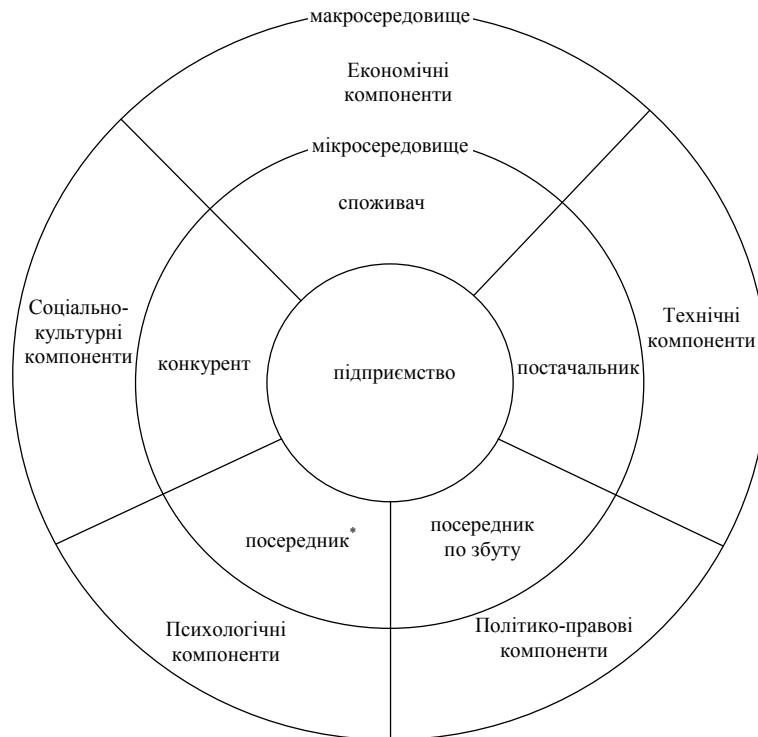 макросередовище
Економічні
компоненти
мікросередовище
споживач
Соціально-
культурні
компоненти
Технічні
компоненти
конкурент
підприємство
постачальник
посередник*
посередник
по збуту
Психологічні
компоненти
Політико-правові
компоненти